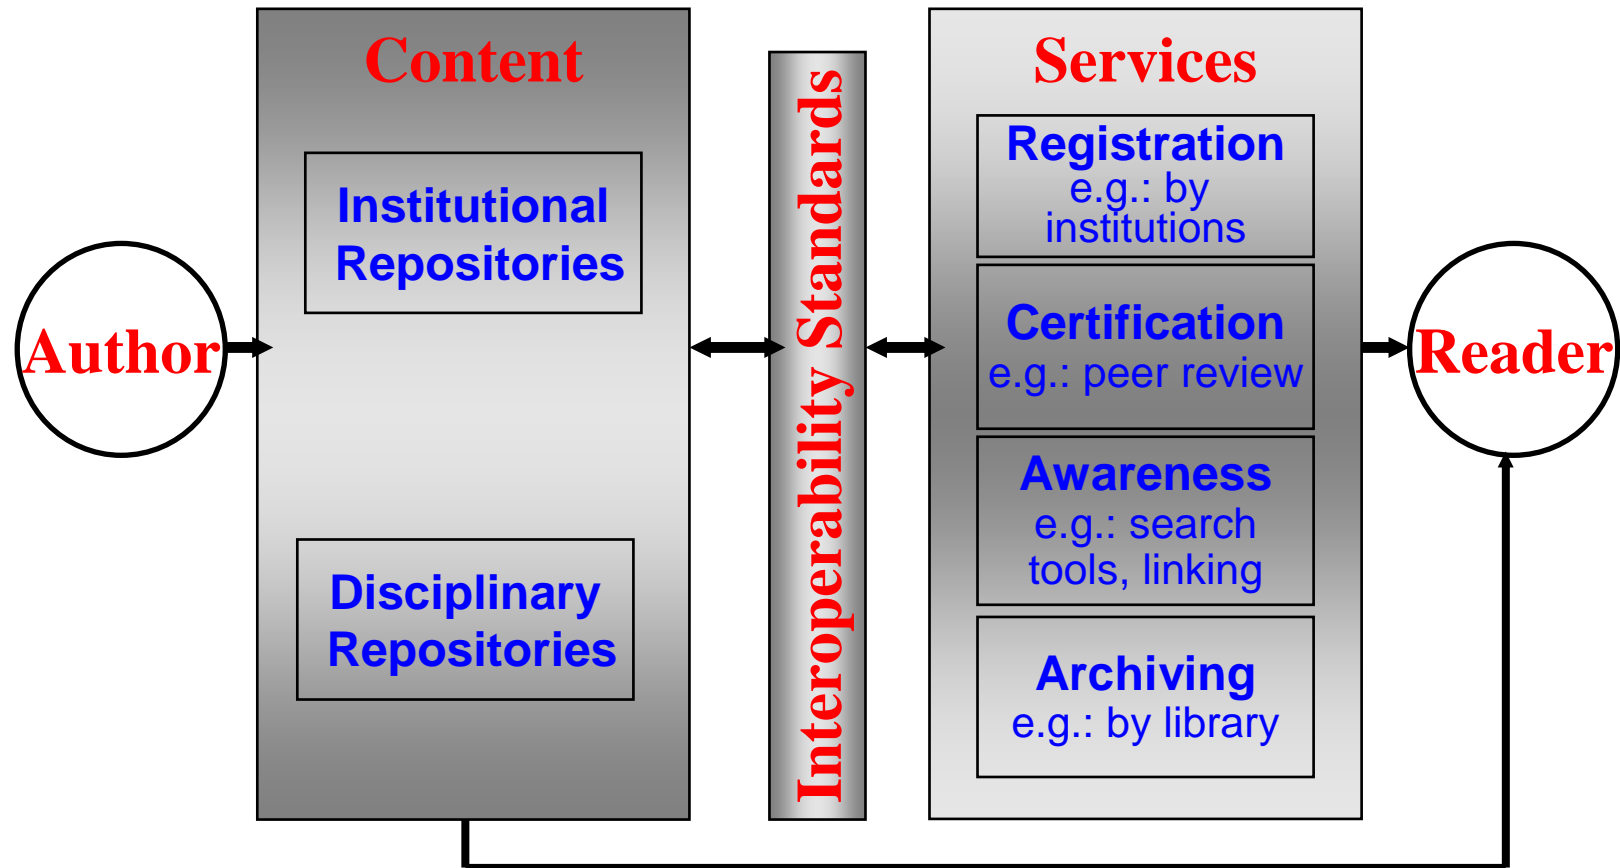 Author
Content
Institutional
Repositories
Disciplinary
Repositories
Interoperability Standards
Services
Registration
e.g.: by
institutions
Certification
e.g.: peer review
Awareness
e.g.: search
tools, linking
Archiving
e.g.: by library
Reader